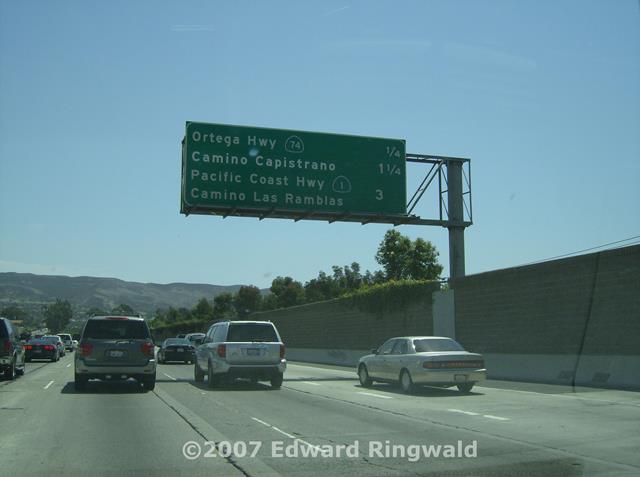 Ortega Hwy 74 1/4
Camino Capistrano 1 1/4
Pacific Coast Hwy 1
Camino Las Ramblas 3
©2007 Edward Ringwald